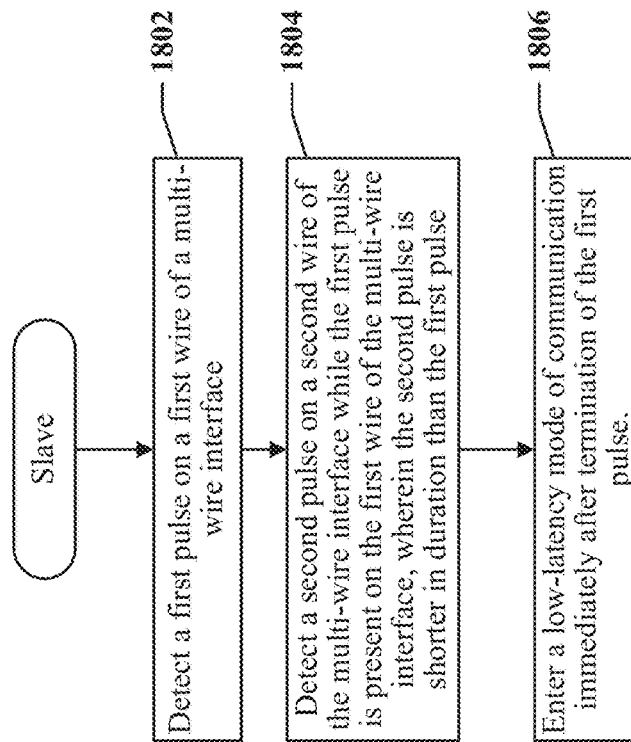 Slave
Detect a first pulse on a first wire of a multi-
wire interface
1802
Detect a second pulse on a second wire of
the multi-wire interface while the first pulse
is present on the first wire of the multi-wire
interface, wherein the second pulse is
shorter in duration than the first pulse
1804
Enter a low-latency mode of communication
immediately after termination of the first
pulse.
1806